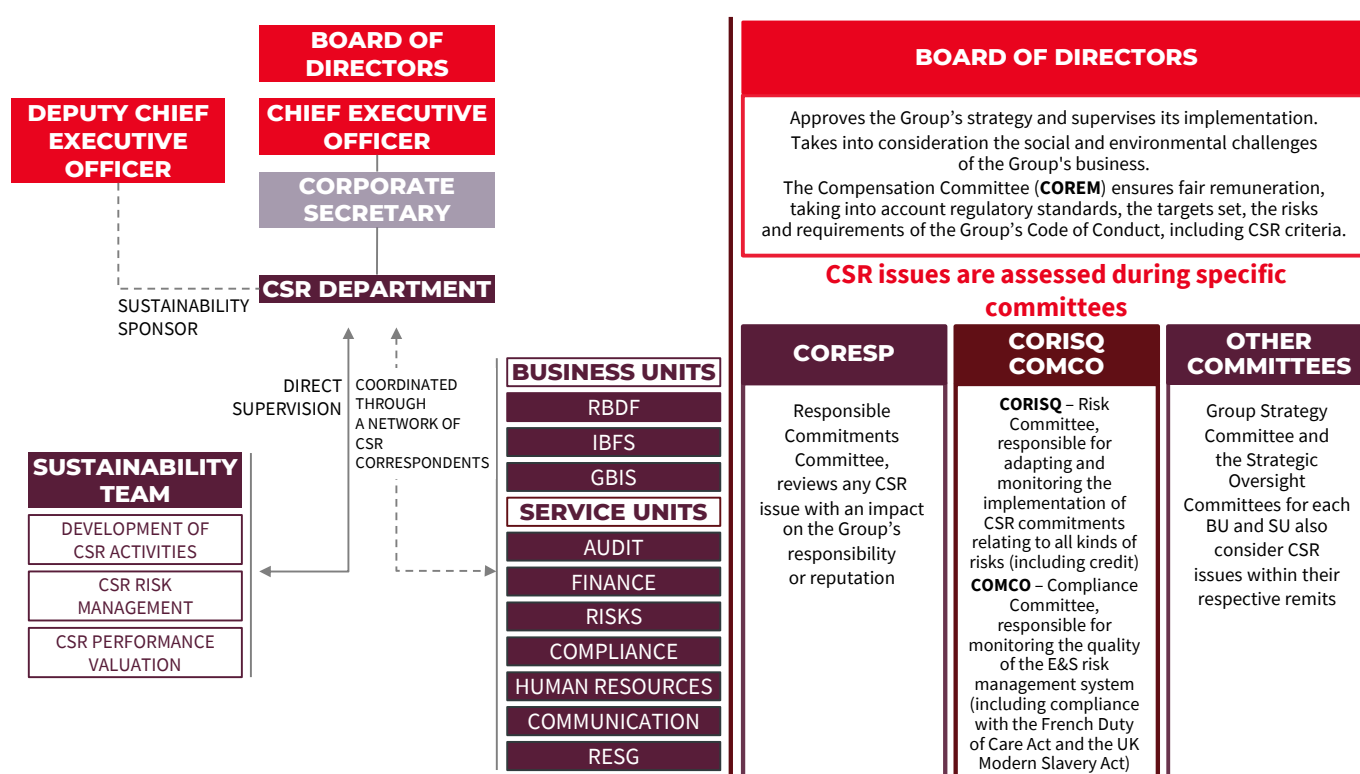 BOARD OF
DIRECTORS
DEPUTY CHIEF
EXECUTIVE
OFFICER
CHIEF EXECUTIVE
OFFICER
CORPORATE
SECRETARY
CSR DEPARTMENT
SUSTAINABILITY
SPONSOR
DIRECT
SUPERVISION
COORDINATED
THROUGH
A NETWORK OF
CSR
CORRESPONDENTS
SUSTAINABILITY
TEAM
DEVELOPMENT OF
CSR ACTIVITIES
CSR RISK
MANAGEMENT
CSR PERFORMANCE
VALUATION
BUSINESS UNITS
RBDF
IBFS
GBIS
SERVICE UNITS
AUDIT
FINANCE
RISKS
COMPLIANCE
HUMAN RESOURCES
COMMUNICATION
RESG
BOARD OF DIRECTORS
Approves the Group’s strategy and supervises its implementation.
Takes into consideration the social and environmental challenges
of the Group's business.
The Compensation Committee (COREM) ensures fair remuneration,
taking into account regulatory standards, the targets set, the risks
and requirements of the Group’s Code of Conduct, including CSR criteria.
CSR issues are assessed during specific
committees
CORESP
Responsible
Commitments
Committee,
reviews any CSR
issue with an impact
on the Group’s
responsibility
or reputation
CORISQ
COMCO
CORISQ – Risk
Committee,
responsible for
adapting and
monitoring the
implementation of
CSR commitments
relating to all kinds of
risks (including credit)
COMCO – Compliance
Committee,
responsible for
monitoring the quality
of the E&S risk
management system
(including compliance
with the French Duty
of Care Act and the UK
Modern Slavery Act)
OTHER
COMMITTEES
Group Strategy
Committee and
the Strategic
Oversight
Committees for each
BU and SU also
consider CSR
issues within their
respective remits